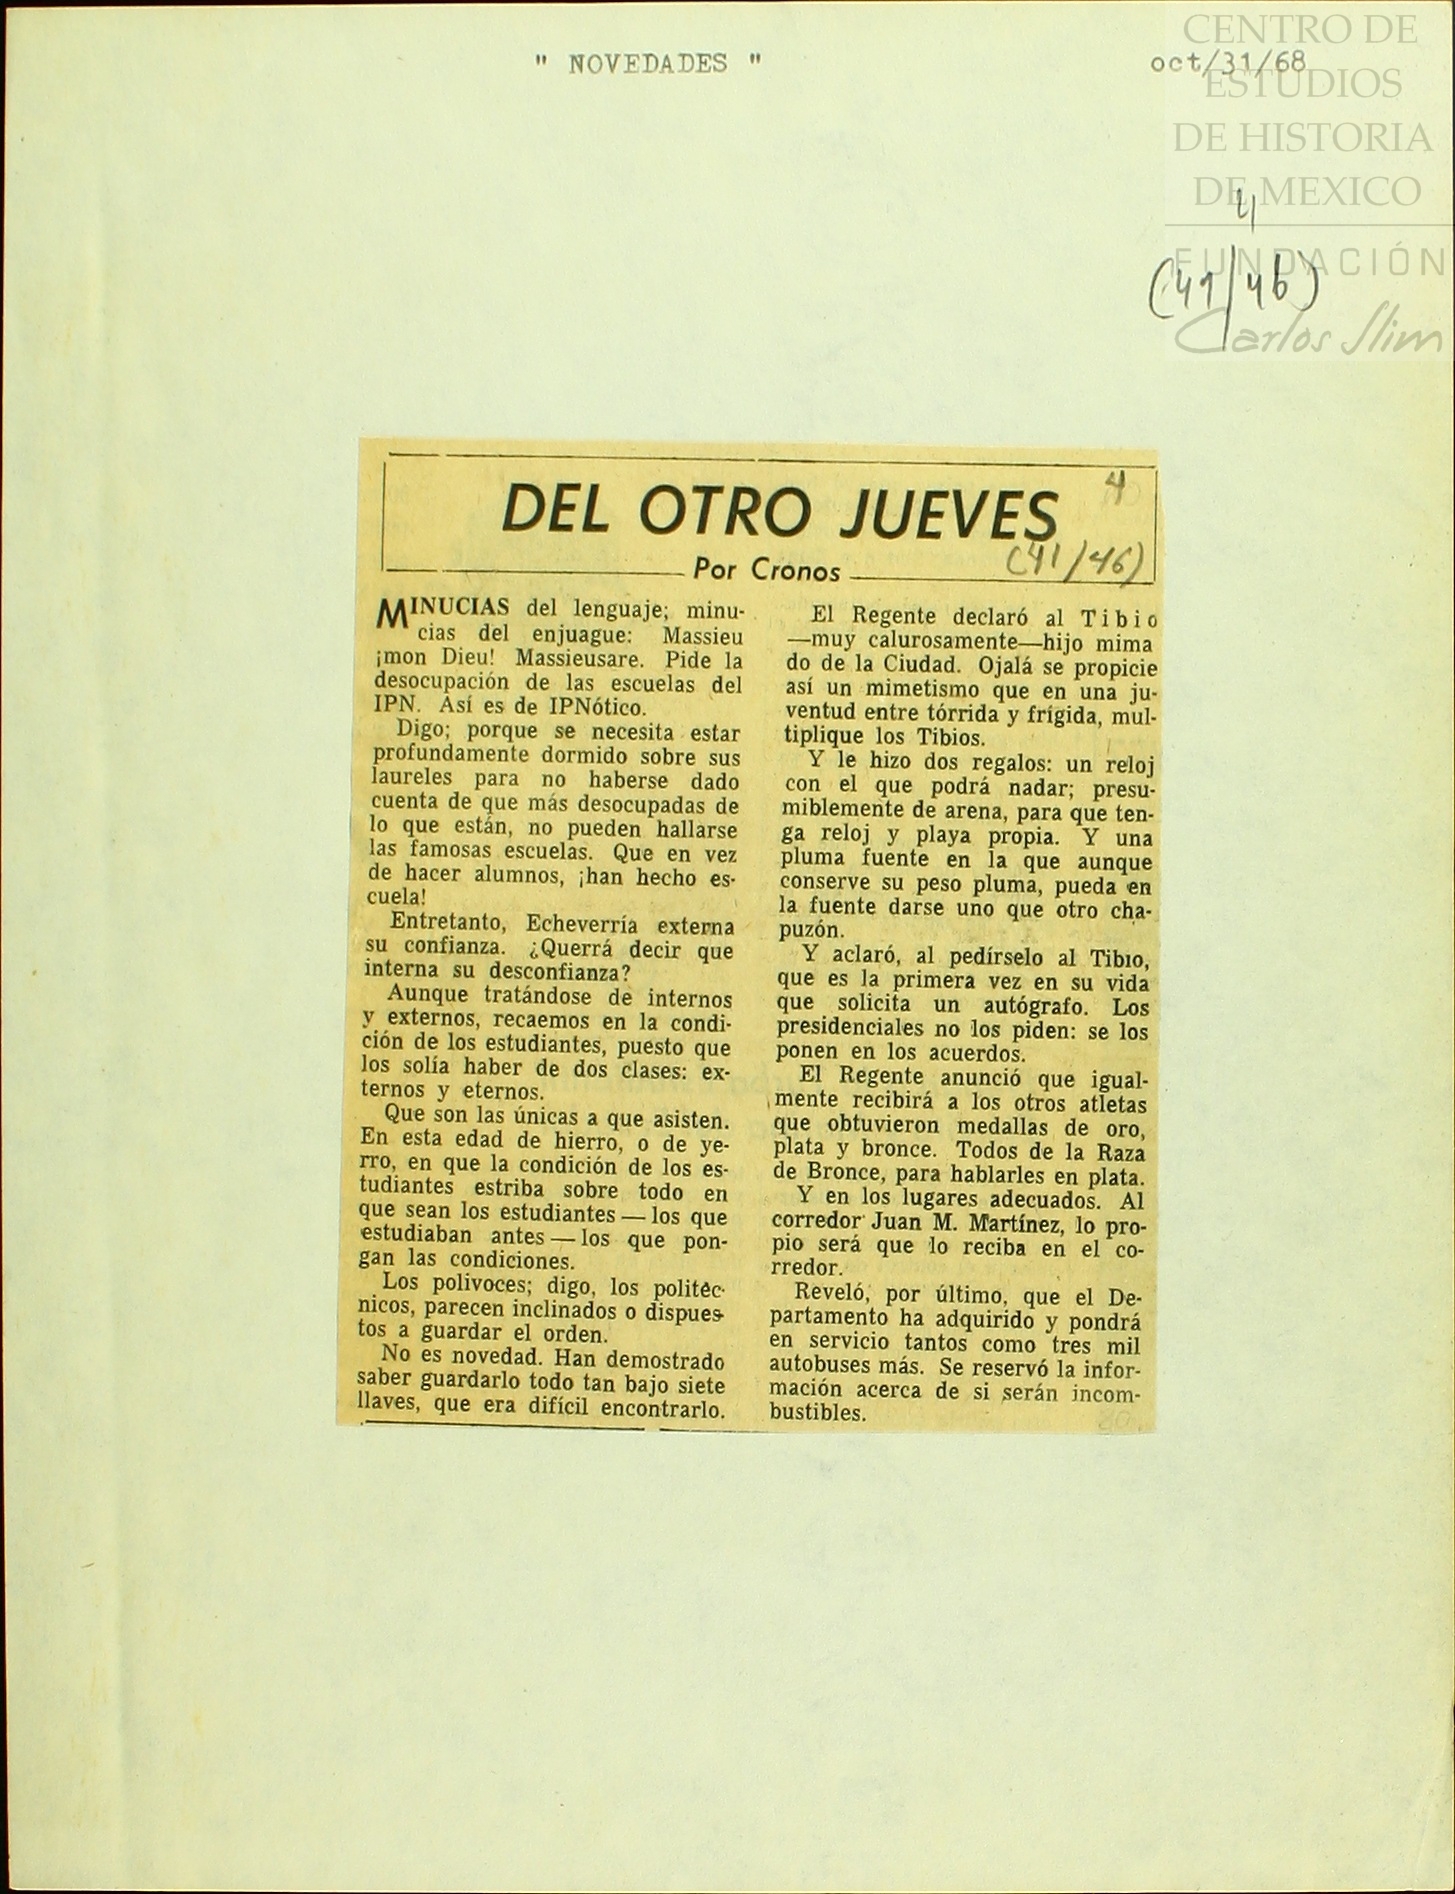 " NOVEDADES "
oct/31/68
CENTRO DE
ESTUDIOS
DE HISTORIA
DE MEXICO
4
FUNDACIÓN
(41/46)
Carlos Slim
DEL OTRO JUEVES
4
(41/46)
Por Cronos
MINUCIAS del lenguaje; minu-
cias del enjuague: Massieu
¡mon Dieu! Massieusare. Pide la
desocupación de las escuelas del
IPN. Así es de IPNótico.
Digo; porque se necesita estar
profundamente dormido sobre sus
laureles para no haberse dado
cuenta de que más desocupadas de
lo que están, no pueden hallarse
las famosas escuelas. Que en vez
de hacer alumnos, ¡han hecho es-
cuela!
Entretanto, Echeverría externa
su confianza. ¿Querrá decir que
interna su desconfianza?
Aunque tratándose de internos
y externos, recaemos en la condi-
ción de los estudiantes, puesto que
los solía haber de dos clases: ex-
ternos y eternos.
Que son las únicas a que asisten.
En esta edad de hierro, o de ye-
rro, en que la condición de los es-
tudiantes estriba sobre todo en
que sean los estudiantes — los que
estudiaban antes — los que pon-
gan las condiciones.
Los polivoces; digo, los politéc-
nicos, parecen inclinados o dispues-
tos a guardar el orden.
No es novedad. Han demostrado
saber guardarlo todo tan bajo siete
llaves, que era difícil encontrarlo.
El Regente declaró al Tibio
—muy calurosamente—hijo mima
do de la Ciudad. Ojalá se propicie
así un mimetismo que en una ju-
ventud entre tórrida y frígida, mul-
tiplique los Tibios.
Y le hizo dos regalos: un reloj
con el que podrá nadar; presu-
miblemente de arena, para que ten-
ga reloj y playa propia. Y una
pluma fuente en la que aunque
conserve su peso pluma, pueda en
la fuente darse uno que otro cha-
puzón.
Y aclaró, al pedírselo al Tibio,
que es la primera vez en su vida
que solicita un autógrafo. Los
presidenciales no los piden: se los
ponen en los acuerdos.
El Regente anunció que igual-
mente recibirá a los otros atletas
que obtuvieron medallas de oro,
plata y bronce. Todos de la Raza
de Bronce, para hablarles en plata.
Y en los lugares adecuados. Al
corredor Juan M. Martínez, lo pro-
pio será que lo reciba en el co-
rredor.
Reveló, por último, que el De-
partamento ha adquirido y pondrá
en servicio tantos como tres mil
autobuses más. Se reservó la infor-
mación acerca de si serán incom-
bustibles.